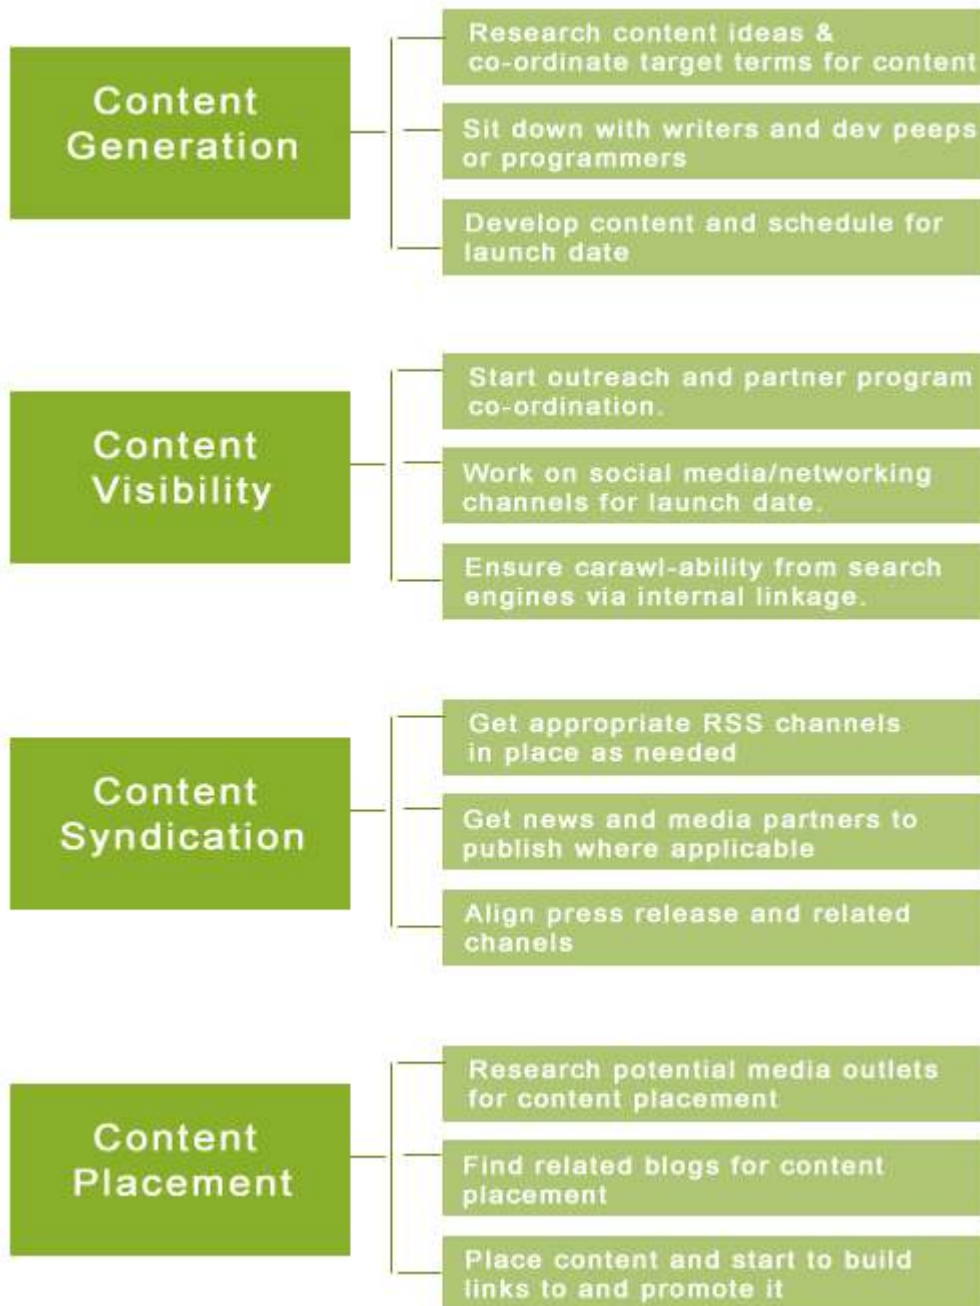 Content
Generation
Research content ideas &
co-ordinate target terms for content
Sit down with writers and dev peeps
or programmers
Develop content and schedule for
launch date
Content
Visibility
Start outreach and partner program
co-ordination.
Work on social media/networking
channels for launch date.
Ensure carawl-ability from search
engines via internal linkage.
Content
Syndication
Get appropriate RSS channels
in place as needed
Get news and media partners to
publish where applicable
Align press release and related
chanels
Content
Placement
Research potential media outlets
for content placement
Find related blogs for content
placement
Place content and start to build
links to and promote it